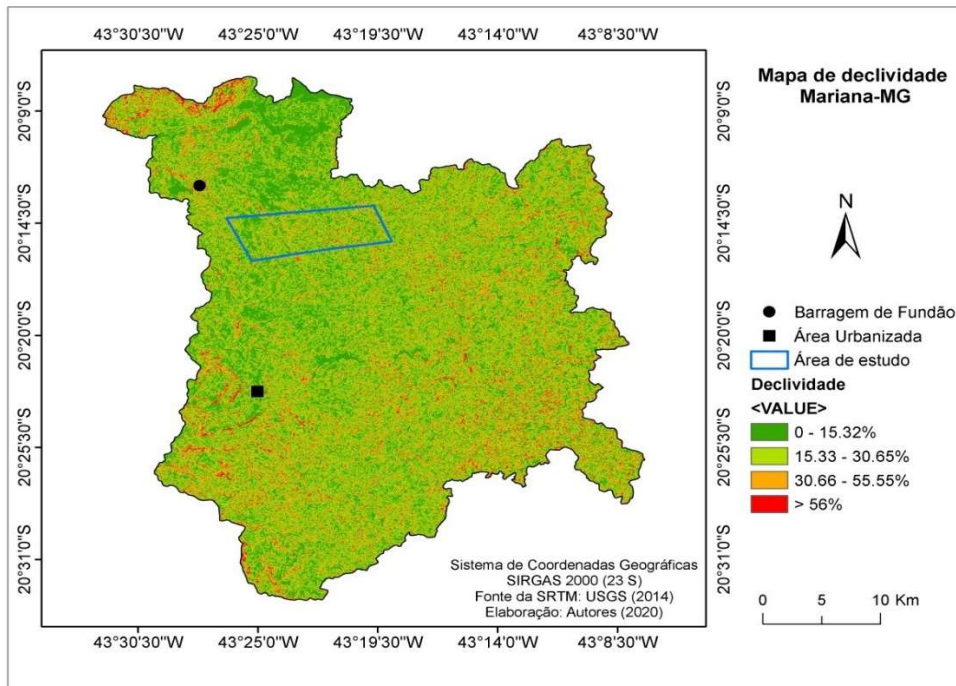 43°30'30"W 43°25'0"W 43°19'30"W 43°14'0"W 43°8'30"W
20°9'0"S
20°14'30"S
20°20'0"S
20°25'30"S
20°31'0"S
Sistema de Coordenadas Geográficas
SIRGAS 2000 (23 S)
Fonte da SRTM: USGS (2014)
Elaboração: Autores (2020)
20°9'0"S
20°14'30"S
20°20'0"S
20°25'30"S
20°31'0"S
43°30'30"W 43°25'0"W 43°19'30"W 43°14'0"W 43°8'30"W
Mapa de declividade
Mariana-MG
N
Barragem de Fundão
Área Urbanizada
Área de estudo
Declividade
<VALUE>
0 - 15.32%
15.33 - 30.65%
30.66 - 55.55%
> 56%
0 5 10 Km